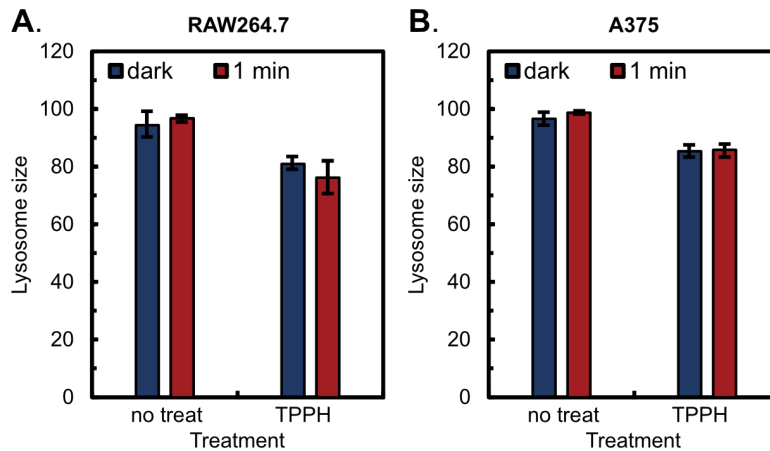 A.
RAW264.7
dark
1 min
Lysosome size
120
100
80
60
40
20
0
no treat
TPPH
Treatment
B.
A375
dark
1 min
Lysosome size
120
100
80
60
40
20
0
no treat
TPPH
Treatment